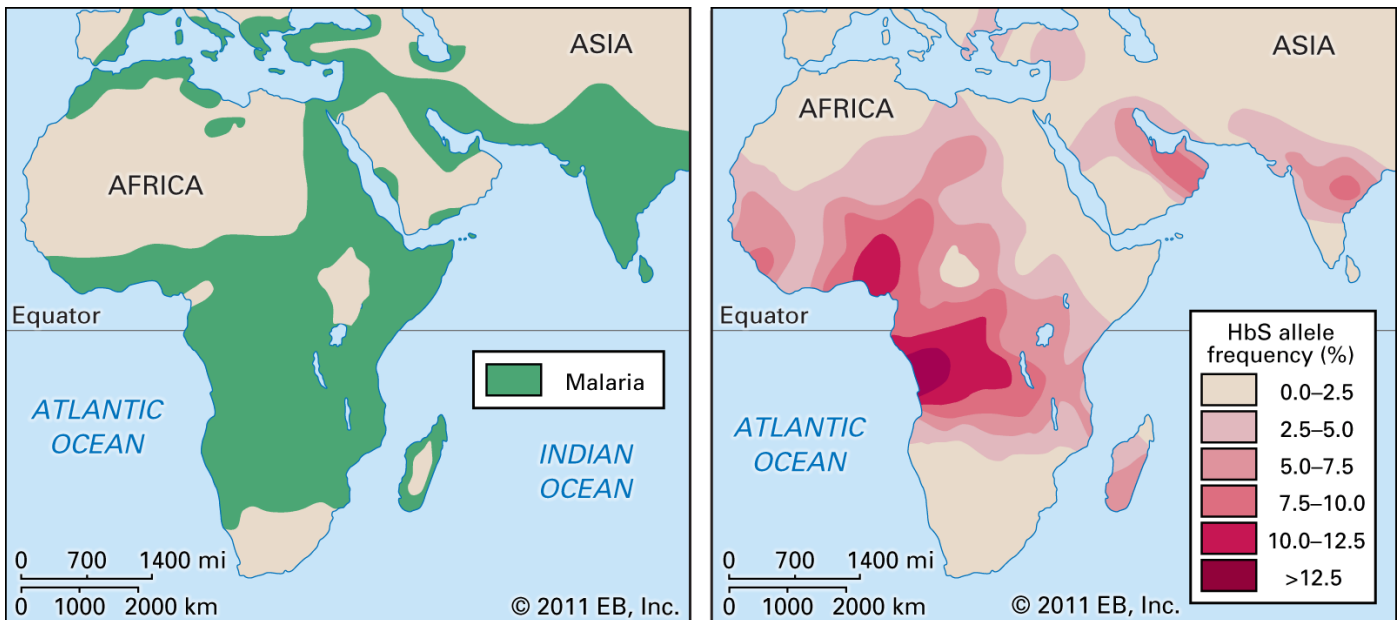 ASIA
AFRICA
Equator
Malaria
ATLANTIC
OCEAN
INDIAN
OCEAN
0 700 1400 mi
0 1000 2000 km
© 2011 EB, Inc.
ASIA
AFRICA
Equator
HbS allele
frequency (%)
0.0–2.5
2.5–5.0
5.0–7.5
7.5–10.0
10.0–12.5
>12.5
ATLANTIC
OCEAN
0 700 1400 mi
0 1000 2000 km
© 2011 EB, Inc.